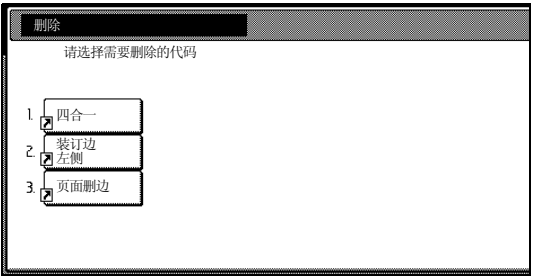 删除
请选择需要删除的代码
1. 四合一
2. 装订边
左侧
3. 页面删边